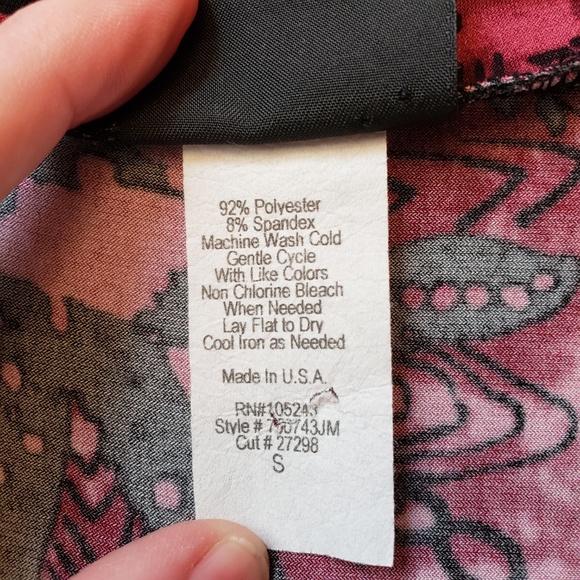 92% Polyester
8% Spandex
Machine Wash Cold
Gentle Cycle
With Like Colors
Non Chlorine Bleach
When Needed
Lay Flat to Dry
Cool Iron as Needed
Made In U.S.A.
RN#105243
Style #
Cut # 27298
S